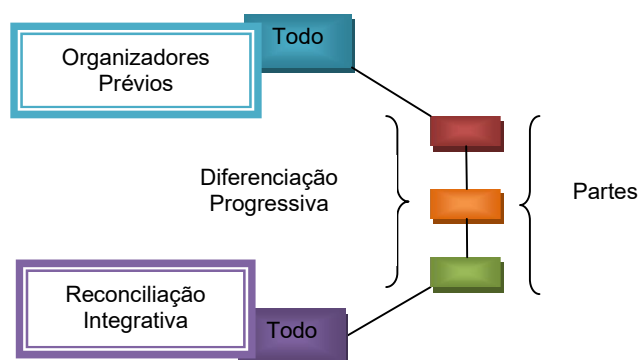 Todo
Organizadores
Prévios
Diferenciação
Progressiva
Partes
Reconciliação
Integrativa
Todo